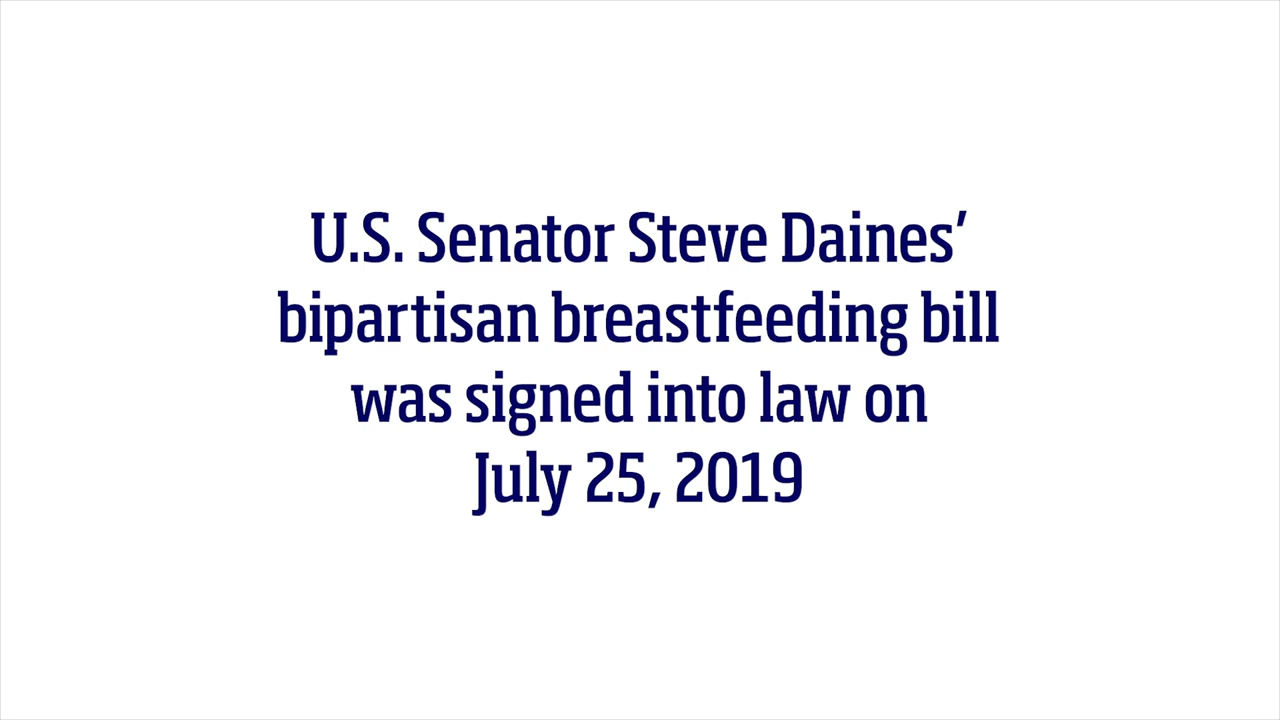 U.S. Senator Steve Daines’
bipartisan breastfeeding bill
was signed into law on
July 25, 2019